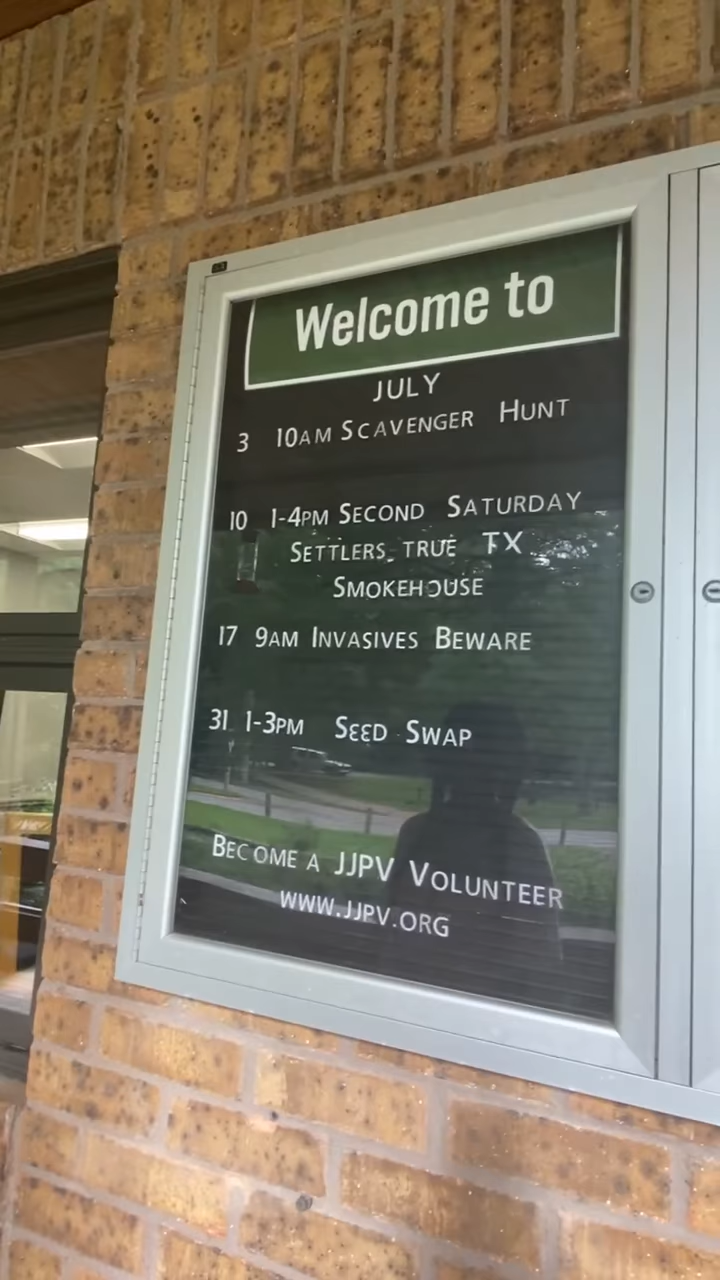 Welcome to
JULY
3 10AM SCAVENGER HUNT
10 1-4PM SECOND SATURDAY
SETTLERS, TRUE TX
SMOKEHOUSE
17 9AM INVASIVES BEWARE
31 1-3PM SEED SWAP
BECOME A JJPV VOLUNTEER
WWW.JJPV.ORG